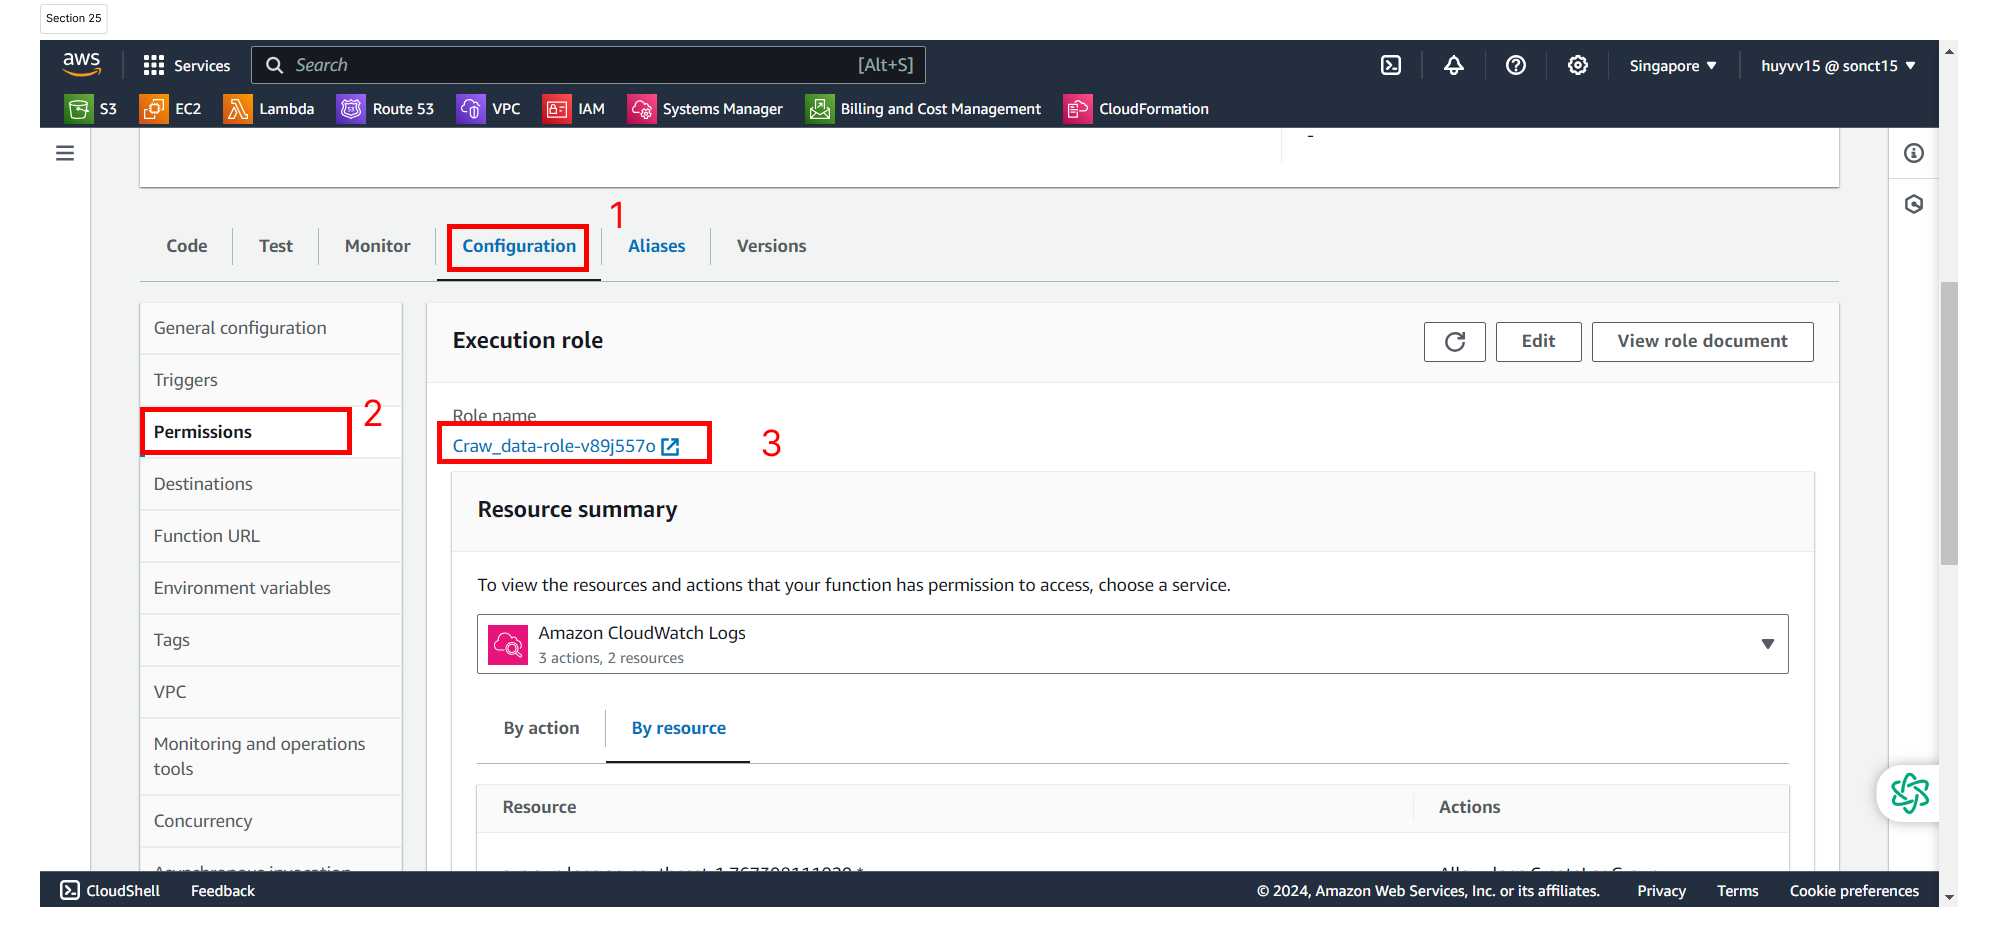 Section 25
aws
Services
Search
[Alt+S]
Singapore ▼
huyvv15 @ sonct15 ▼
S3
EC2
Lambda
Route 53
VPC
IAM
Systems Manager
Billing and Cost Management
CloudFormation
-
1
Code
Test
Monitor
Configuration
Aliases
Versions
General configuration
Triggers
Permissions
2
Destinations
Function URL
Environment variables
Tags
VPC
Monitoring and operations
tools
Concurrency
Execution role
Edit
View role document
Role name
Craw_data-role-v89j557o
3
Resource summary
To view the resources and actions that your function has permission to access, choose a service.
Amazon CloudWatch Logs
3 actions, 2 resources
By action
By resource
Resource
Actions
CloudShell
Feedback
© 2024, Amazon Web Services, Inc. or its affiliates.
Privacy
Terms
Cookie preferences